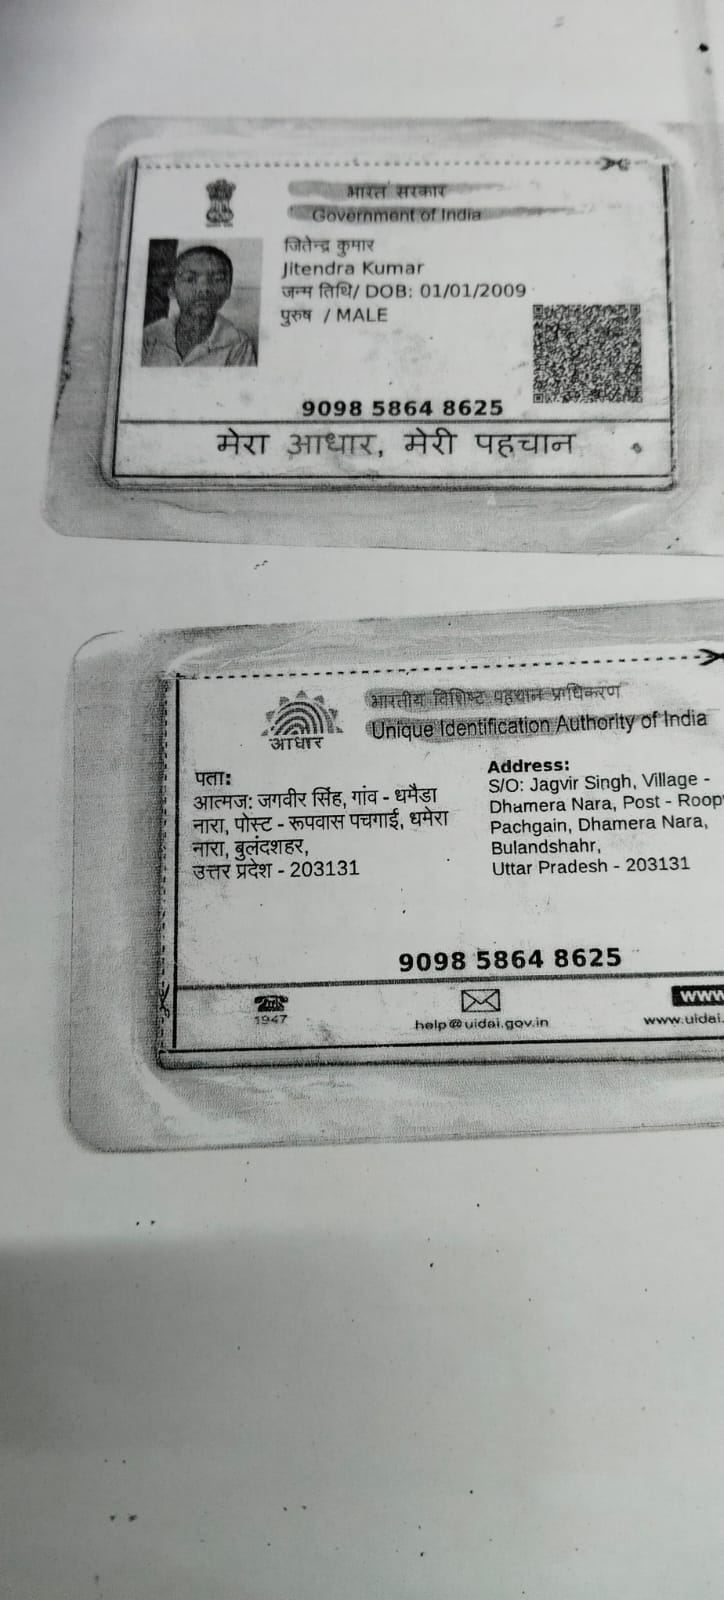 भारत सरकार
Government of India
जितेन्द्र कुमार
Jitendra Kumar
जन्म तिथि/ DOB: 01/01/2009
पुरुष / MALE
9098 5864 8625
मेरा आधार, मेरी पहचान
भारतीय विशिष्ट पहचान प्राधिकरण
Unique Identification Authority of India
आधार
पता:
आत्मज: जगवीर सिंह, गांव - धमैडा
नारा, पोस्ट - रूपवास पचगाई, धमेरा
नारा, बुलंदशहर,
उत्तर प्रदेश - 203131
Address:
S/O: Jagvir Singh, Village -
Dhamera Nara, Post -
Pachgain, Dhamera Nara,
Bulandshahr,
Uttar Pradesh - 203131
9098 5864 8625
1947
help@uidai.gov.in
www
www.uidai.